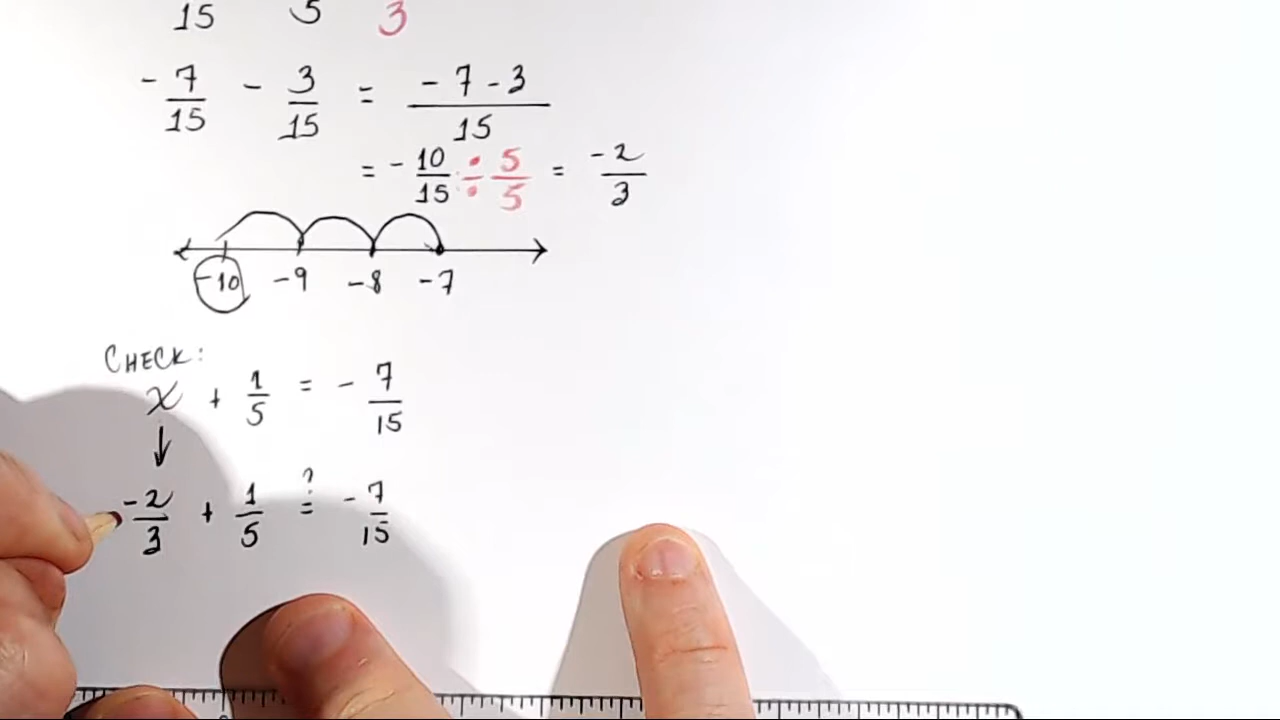 15 5 3
- 7/15 - 3/15 = - 7 - 3/15
= - 10/15 ÷ 5/5 = - 2/3
-10 -9 -8 -7
CHECK:
x + 1/5 = - 7/15
-2/3 + 1/5 ?= - 7/15